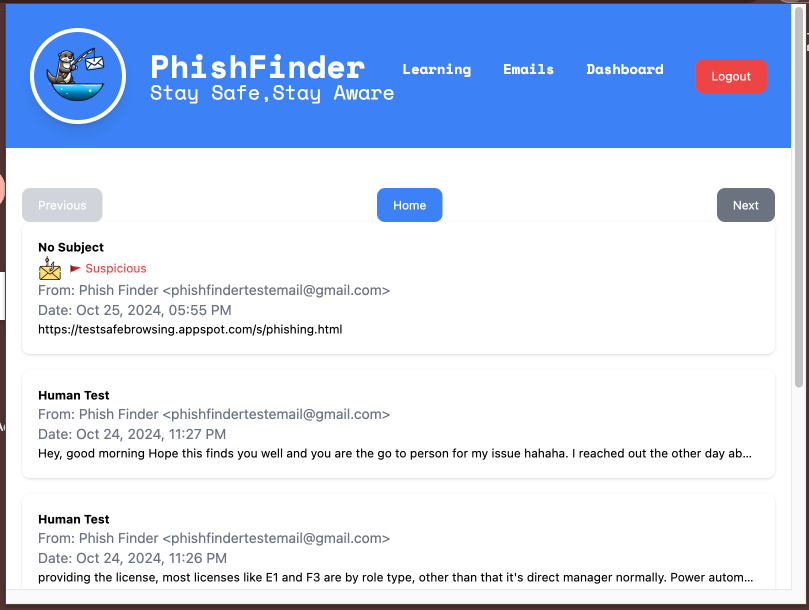 PhishFinder
Stay Safe,Stay Aware
Learning
Emails
Dashboard
Logout
Previous
Home
Next
No Subject
Suspicious
From: Phish Finder <phishfindertestemail@gmail.com>
Date: Oct 25, 2024, 05:55 PM
https://testsafebrowsing.appspot.com/s/phishing.html
Human Test
From: Phish Finder <phishfindertestemail@gmail.com>
Date: Oct 24, 2024, 11:27 PM
Hey, good morning Hope this finds you well and you are the go to person for my issue hahaha. I reached out the other day ab...
Human Test
From: Phish Finder <phishfindertestemail@gmail.com>
Date: Oct 24, 2024, 11:26 PM
providing the license, most licenses like E1 and F3 are by role type, other than that it's direct manager normally. Power autom...